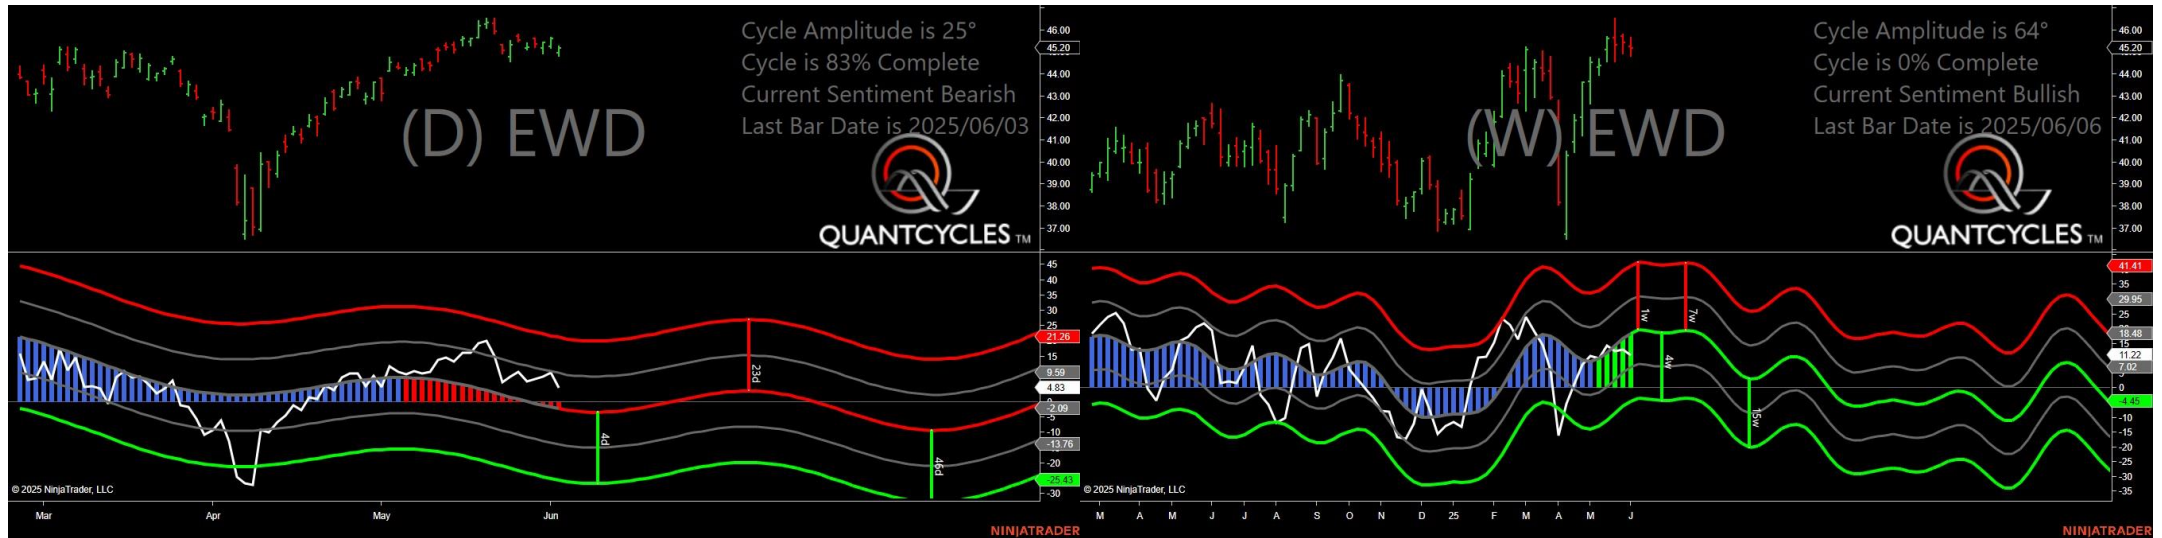 Cycle Amplitude is 25°
Cycle is 83% Complete
Current Sentiment Bearish
Last Bar Date is 2025/06/03
(D) EWD
QUANTCYCLES TM
46.00
45.20
44.00
43.00
42.00
41.00
40.00
39.00
38.00
37.00
45
40
35
30
25
21.26
15
9.59
4.83
0
-2.09
-5
-10
-13.76
-20
-25.43
-30
23d
4d
46d
© 2025 NinjaTrader, LLC
Mar Apr May Jun
NINJATRADER
Cycle Amplitude is 64°
Cycle is 0% Complete
Current Sentiment Bullish
Last Bar Date is 2025/06/06
(W) EWD
QUANTCYCLES TM
46.00
45.20
44.00
43.00
42.00
41.00
40.00
39.00
38.00
37.00
41.41
35
29.95
25
18.48
15
11.22
7.02
0
-4.45
-10
-15
-20
-25
-30
-35
1w
7w
4w
15w
© 2025 NinjaTrader, LLC
M A M J J A S O N D 25 F M A M J
NINJATRADER